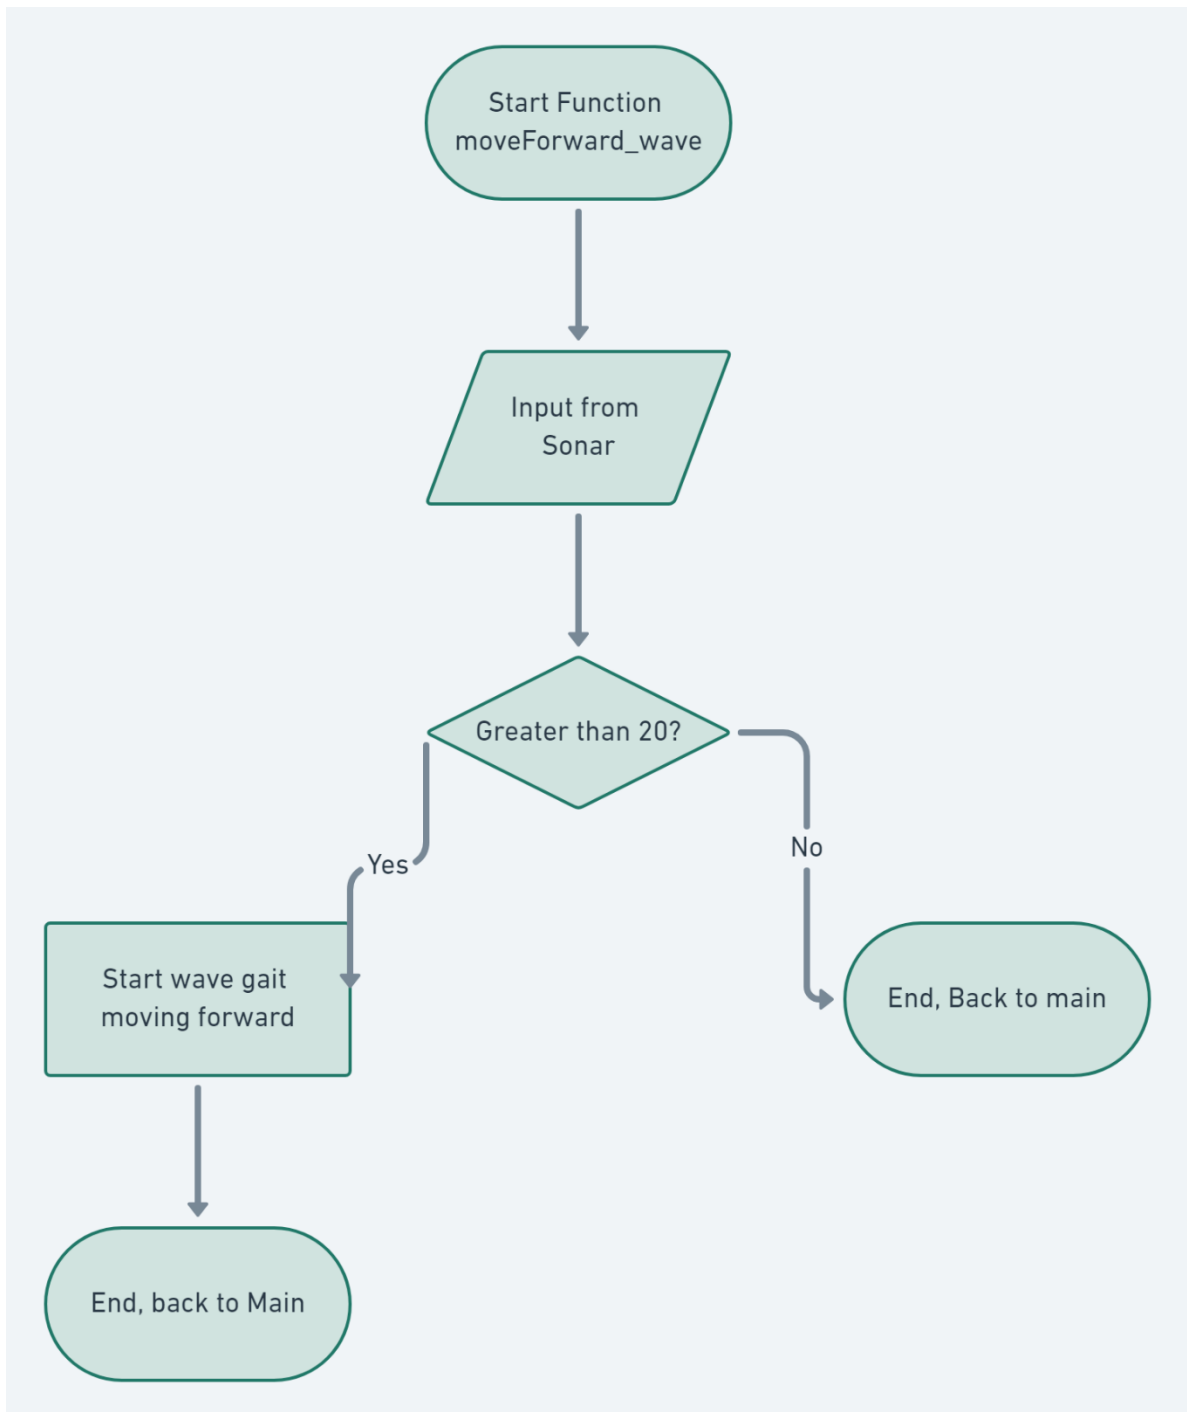 Start Function
moveForward_wave
Input from
Sonar
Greater than 20?
Yes
No
Start wave gait
moving forward
End, Back to main
End, back to Main